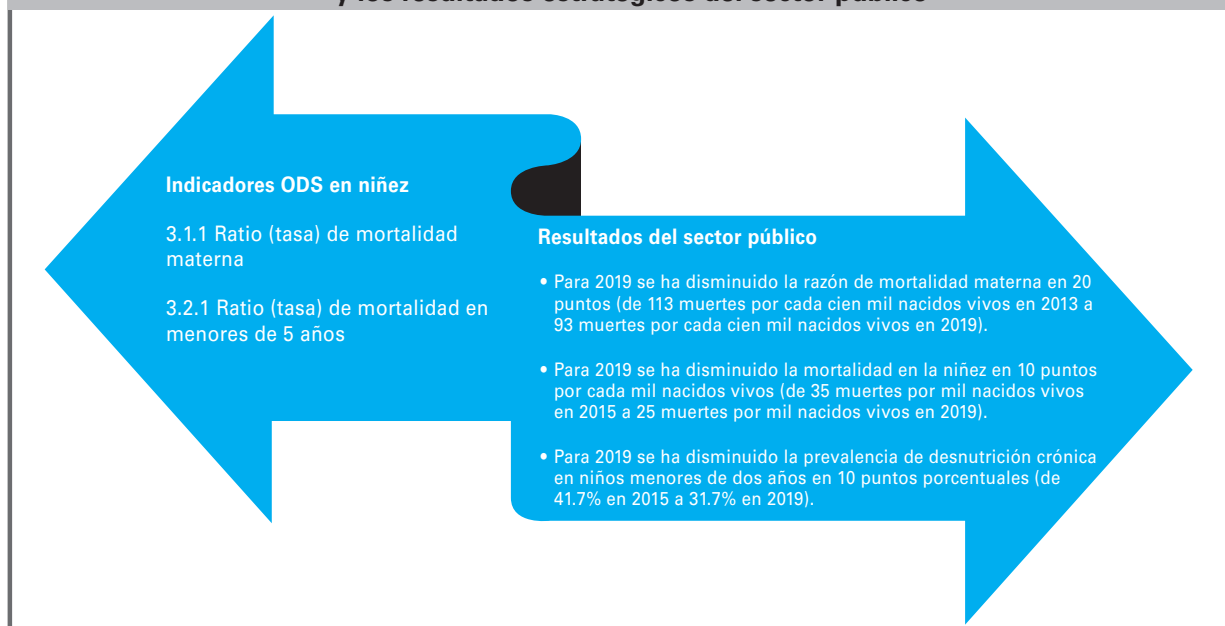 y los resultados estratégicos del sector público
Indicadores ODS en niñez
3.1.1 Ratio (tasa) de mortalidad
materna
3.2.1 Ratio (tasa) de mortalidad en
menores de 5 años
Resultados del sector público
• Para 2019 se ha disminuido la razón de mortalidad materna en 20
puntos (de 113 muertes por cada cien mil nacidos vivos en 2013 a
93 muertes por cada cien mil nacidos vivos en 2019).
• Para 2019 se ha disminuido la mortalidad en la niñez en 10 puntos
por cada mil nacidos vivos (de 35 muertes por mil nacidos vivos
en 2015 a 25 muertes por mil nacidos vivos en 2019).
• Para 2019 se ha disminuido la prevalencia de desnutrición crónica
en niños menores de dos años en 10 puntos porcentuales (de
41.7% en 2015 a 31.7% en 2019).